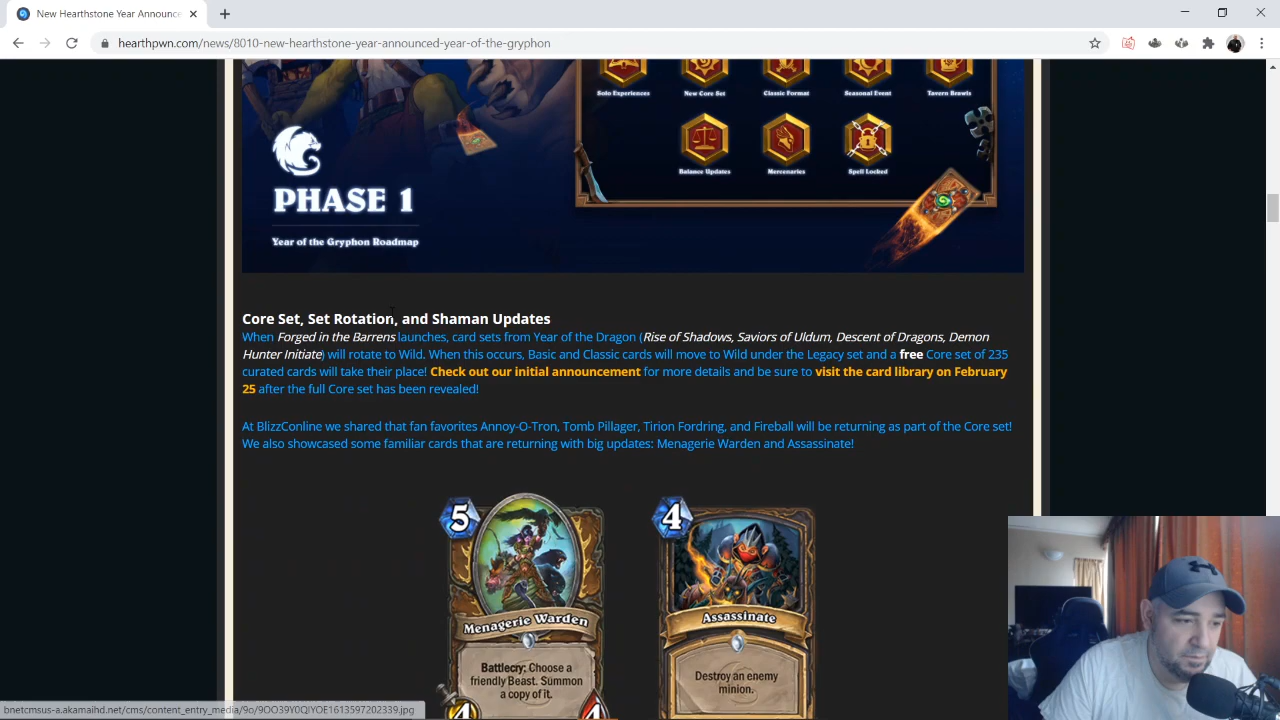 New Hearthstone Year Announce
hearthpwn.com/news/8010-new-hearthstone-year-announced-year-of-the-gryphon
Solo Experiences New Core Set Classic Format Seasonal Event Tavern Brawls
Balance Updates Mercenaries Spell Locked
PHASE 1
Year of the Gryphon Roadmap
Core Set, Set Rotation, and Shaman Updates
When Forged in the Barrens launches, card sets from Year of the Dragon (Rise of Shadows, Saviors of Uldum, Descent of Dragons, Demon
Hunter Initiate) will rotate to Wild. When this occurs, Basic and Classic cards will move to Wild under the Legacy set and a free Core set of 235
curated cards will take their place! Check out our initial announcement for more details and be sure to visit the card library on February
25 after the full Core set has been revealed!
At BlizzConline we shared that fan favorites Annoy-O-Tron, Tomb Pillager, Tirion Fordring, and Fireball will be returning as part of the Core set!
We also showcased some familiar cards that are returning with big updates: Menagerie Warden and Assassinate!
5 4
Menagerie Warden Assassinate
Battlecry: Choose a
friendly Beast. Summon
a copy of it.
Destroy an enemy
minion.
4 4